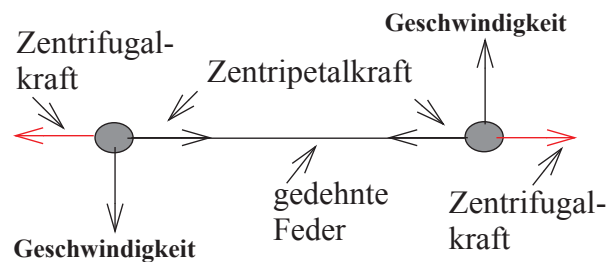 Geschwindigkeit
Zentrifugal-
kraft
Zentripetalkraft
gedehnte
Feder
Zentrifugal-
kraft
Geschwindigkeit